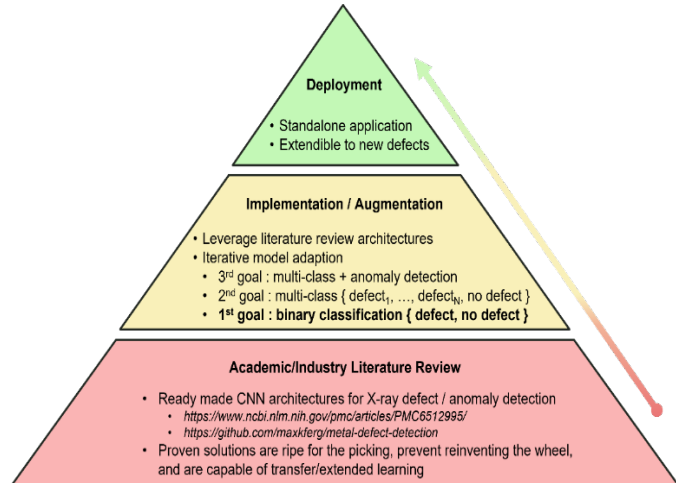 Deployment
• Standalone application
• Extendible to new defects
Implementation / Augmentation
• Leverage literature review architectures
• Iterative model adaption
• 3rd goal : multi-class + anomaly detection
• 2nd goal : multi-class { defect1, …, defectN, no defect }
• 1st goal : binary classification { defect, no defect }
Academic/Industry Literature Review
• Ready made CNN architectures for X-ray defect / anomaly detection
• https://www.ncbi.nlm.nih.gov/pmc/articles/PMC6512995/
• https://github.com/maxkferg/metal-defect-detection
• Proven solutions are ripe for the picking, prevent reinventing the wheel,
and are capable of transfer/extended learning